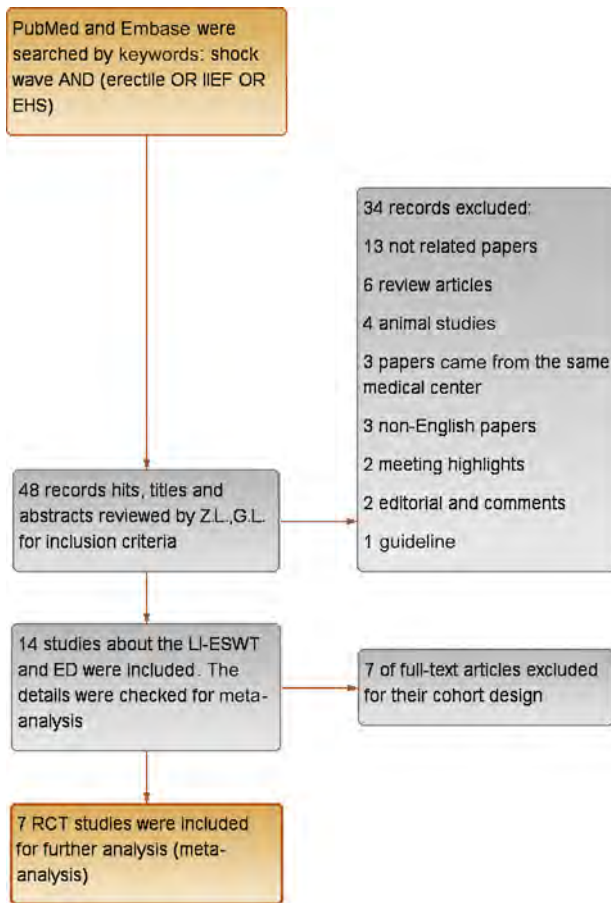 PubMed and Embase were
searched by keywords: shock
wave AND (erectile OR IIEF OR
EHS)
34 records excluded:
13 not related papers
6 review articles
4 animal studies
3 papers came from the same
medical center
3 non-English papers
2 meeting highlights
2 editorial and comments
1 guideline
48 records hits, titles and
abstracts reviewed by Z.L.,G.L.
for inclusion criteria
14 studies about the LI-ESWT
and ED were included. The
details were checked for meta-
analysis
7 of full-text articles excluded
for their cohort design
7 RCT studies were included
for further analysis (meta-
analysis)